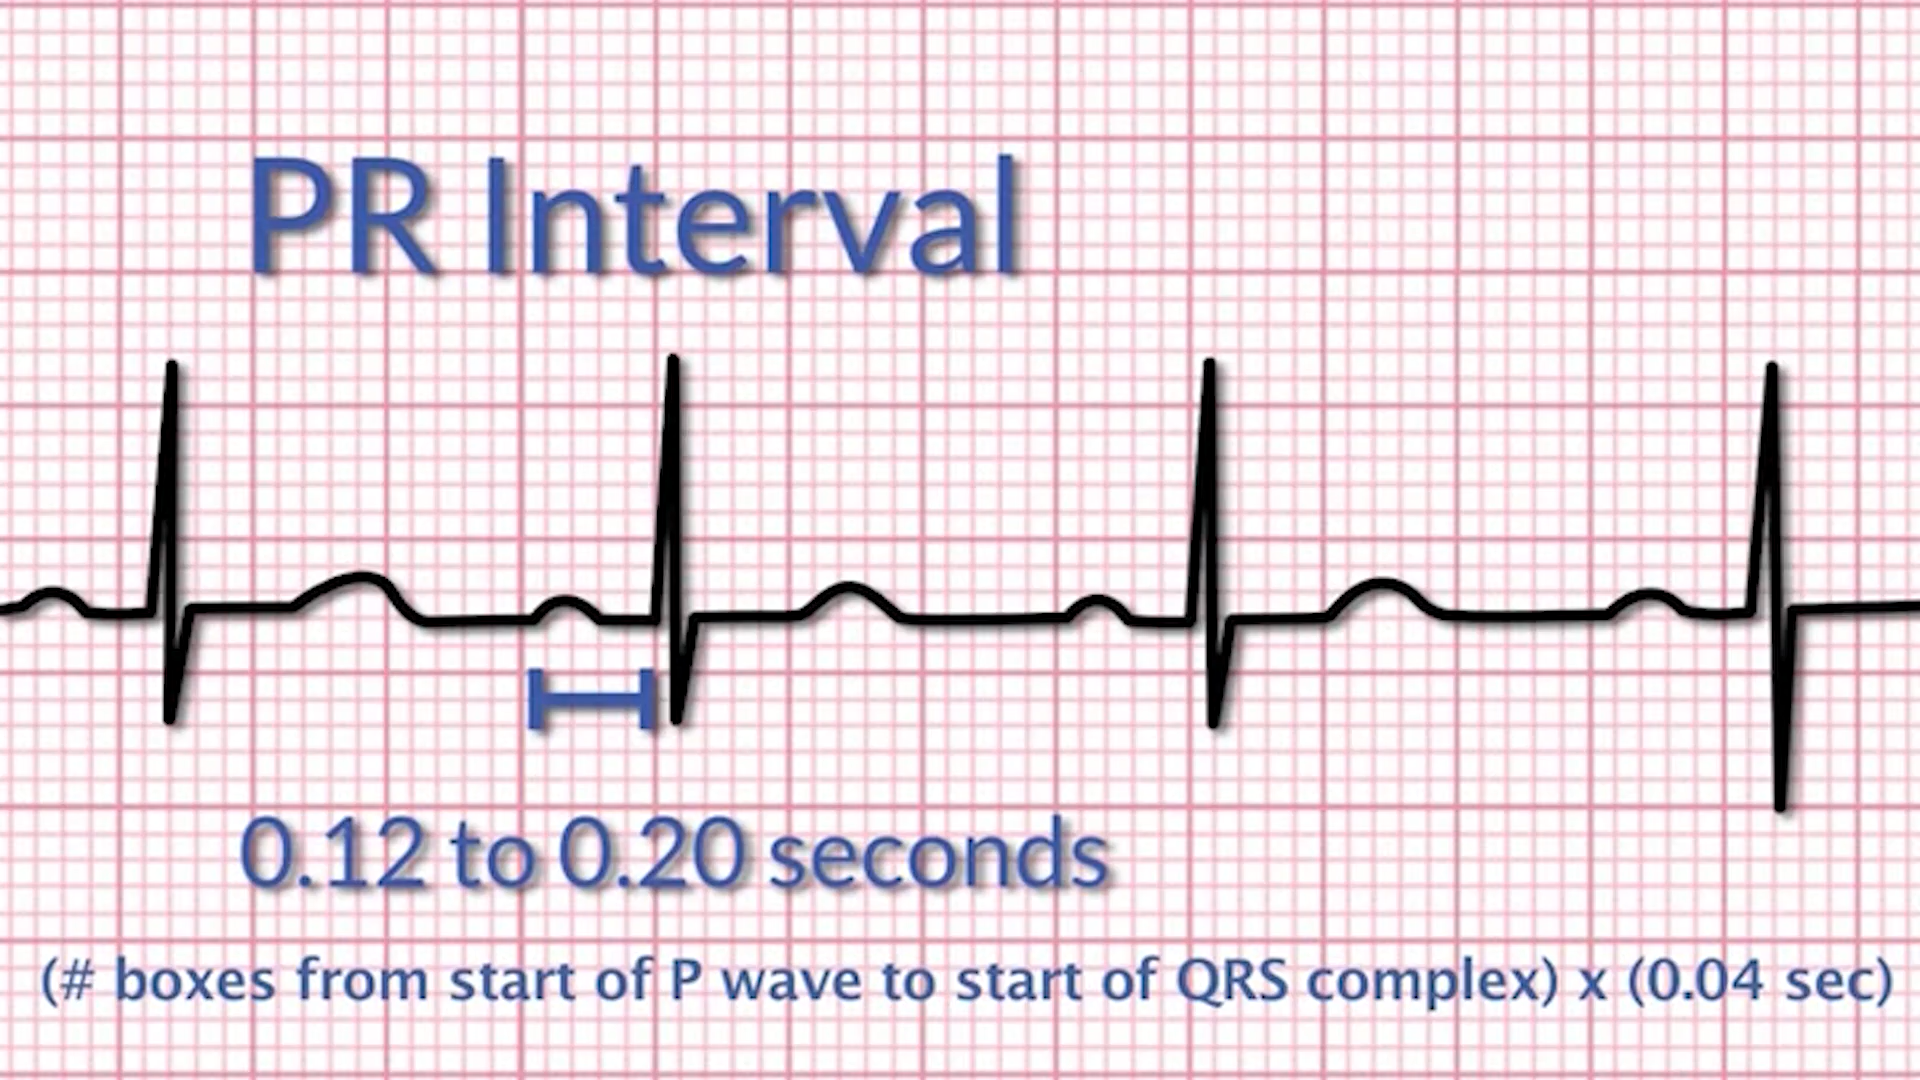 PR Interval
0.12 to 0.20 seconds
(# boxes from start of P wave to start of QRS complex) x (0.04 sec)